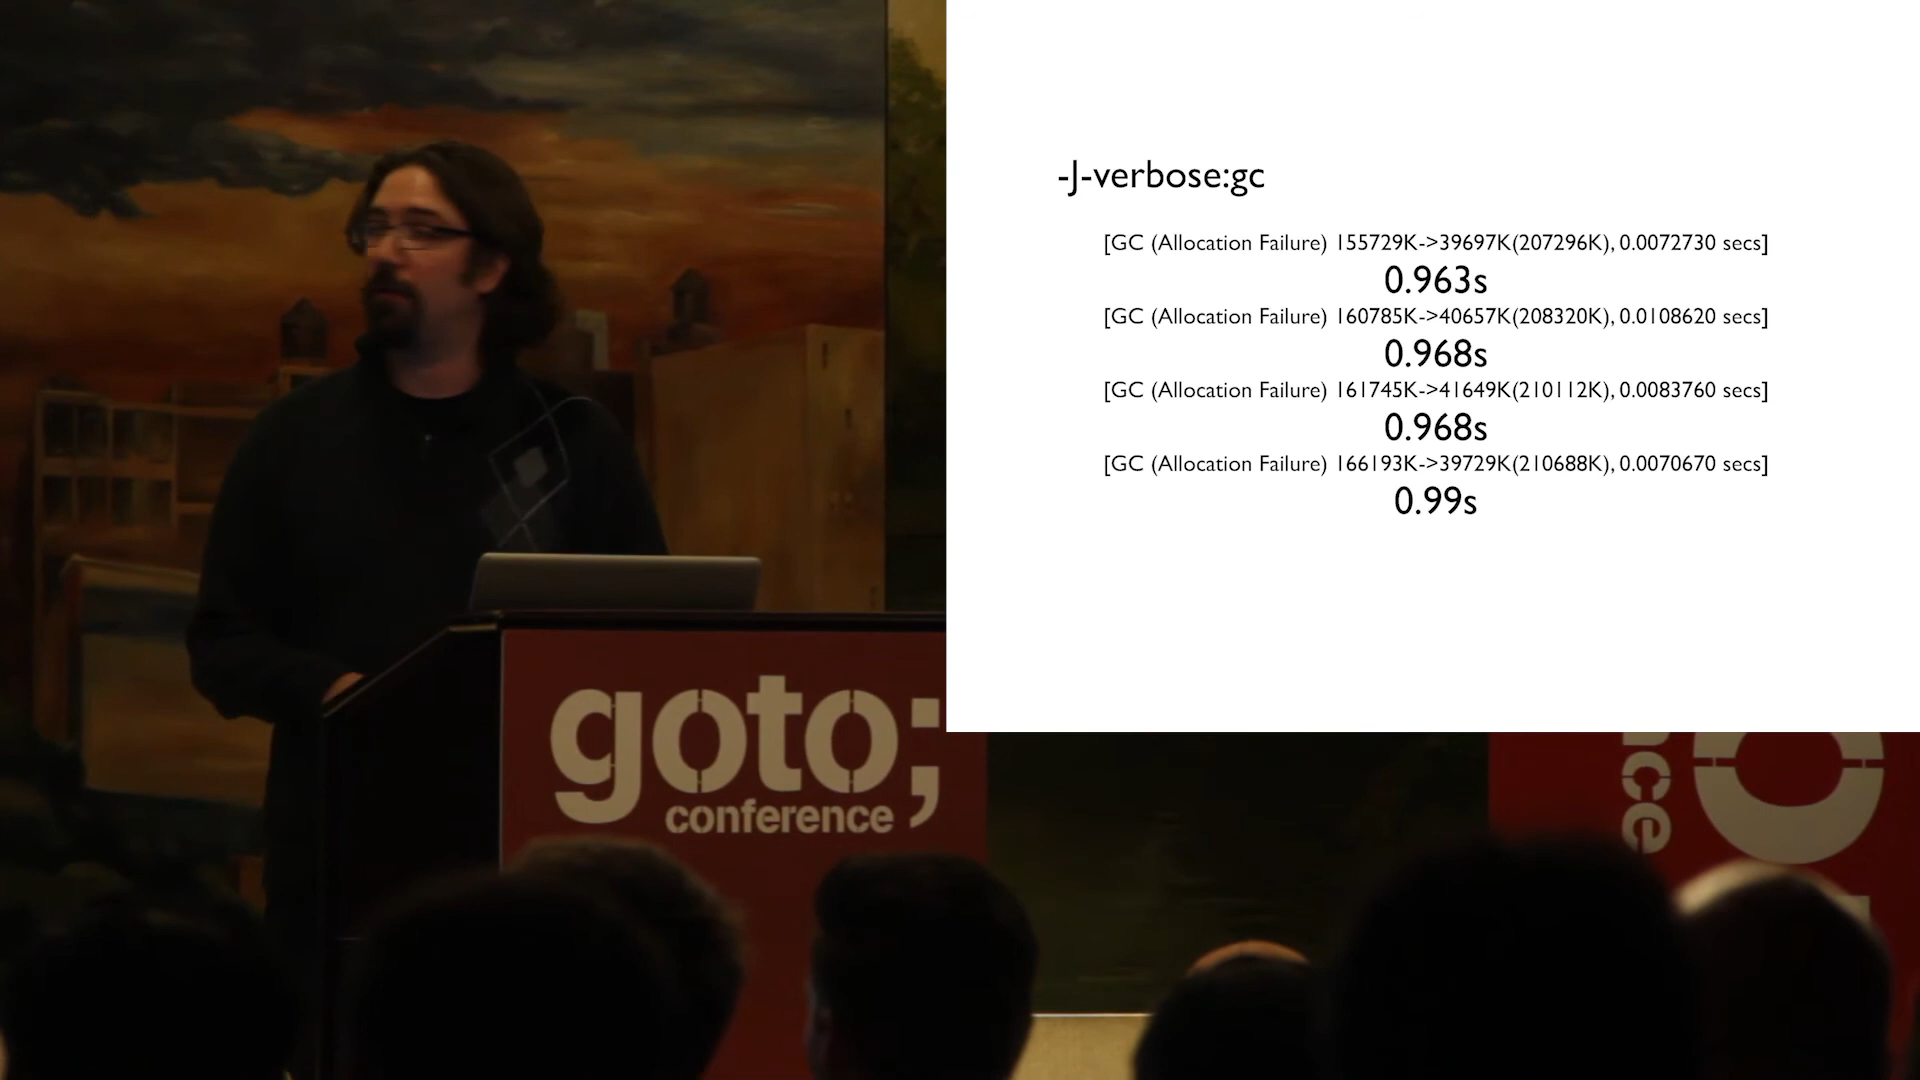 -J-verbose:gc
[GC (Allocation Failure) 155729K->39697K(207296K), 0.0072730 secs]
0.963s
[GC (Allocation Failure) 160785K->40657K(208320K), 0.0108620 secs]
0.968s
[GC (Allocation Failure) 161745K->41649K(210112K), 0.0083760 secs]
0.968s
[GC (Allocation Failure) 166193K->39729K(210688K), 0.0070670 secs]
0.99s
goto;
conference